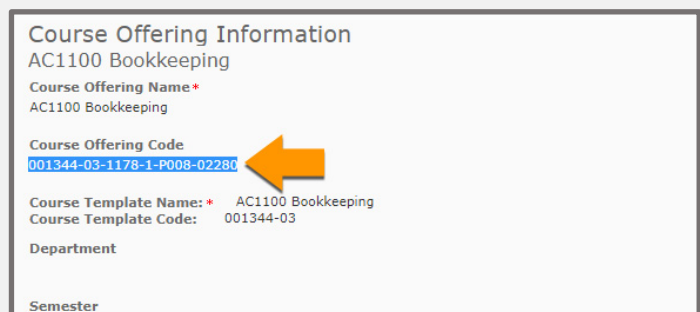 Course Offering Information
AC1100 Bookkeeping
Course Offering Name*
AC1100 Bookkeeping
Course Offering Code
001344-03-1178-1-P008-02280
Course Template Name: * AC1100 Bookkeeping
Course Template Code: 001344-03
Department
Semester